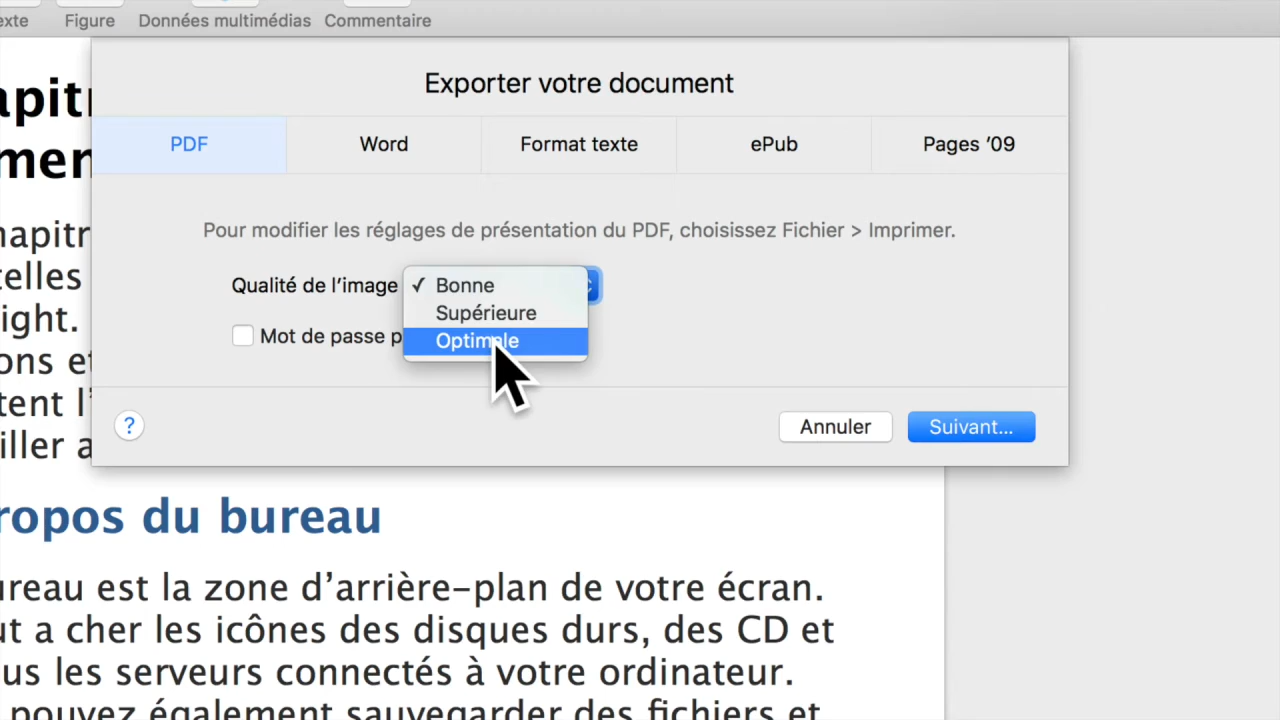 exte Figure Données multimédias Commentaire
Exporter votre document
PDF Word Format texte ePub Pages ’09
Pour modifier les réglages de présentation du PDF, choisissez Fichier > Imprimer.
Qualité de l’image ✓ Bonne
Supérieure
Mot de passe p Optimale
? Annuler Suivant...
apitr
men
hapitr
telles
ight.
ons et
tent l’
iller a
ropos du bureau
ureau est la zone d’arrière-plan de votre écran.
ut a cher les icônes des disques durs, des CD et
us les serveurs connectés à votre ordinateur.
pouvez également sauvegarder des fichiers et